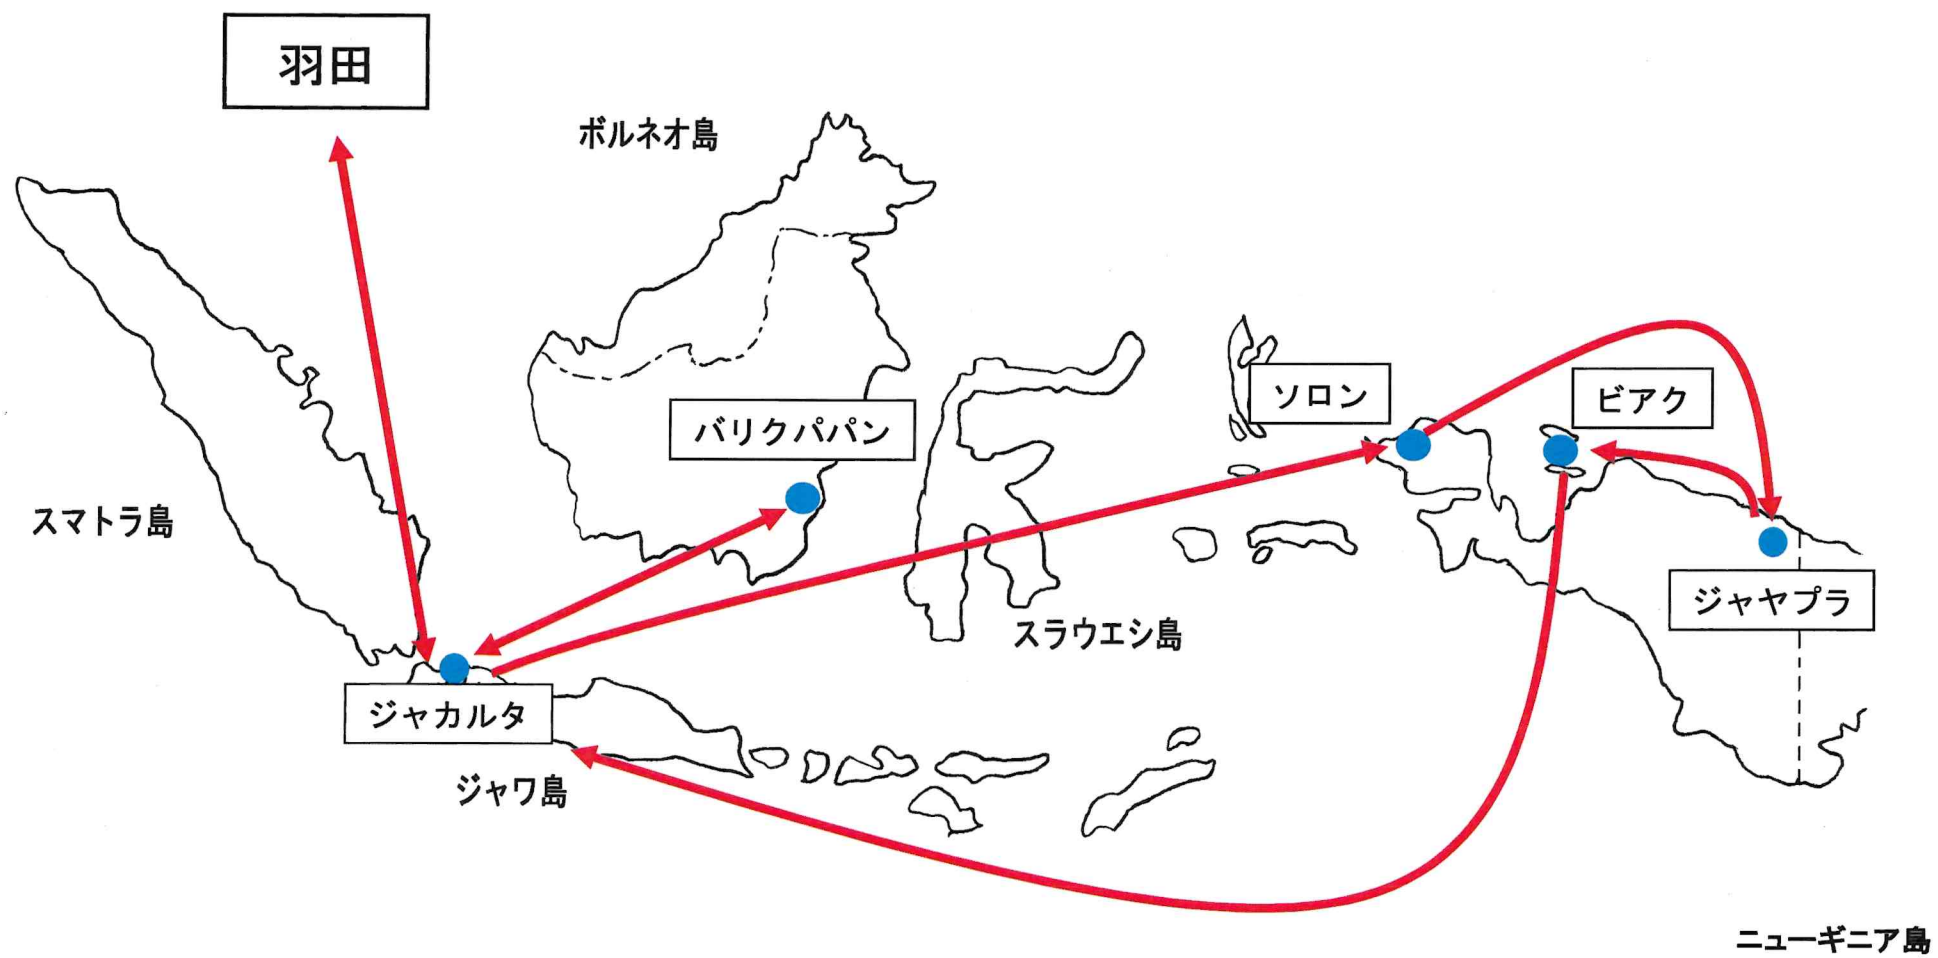 羽田
ボルネオ島
ソロン
ビアク
バリクパパン
スマトラ島
ジャヤプラ
スラウエシ島
ジャカルタ
ジャワ島
ニューギニア島